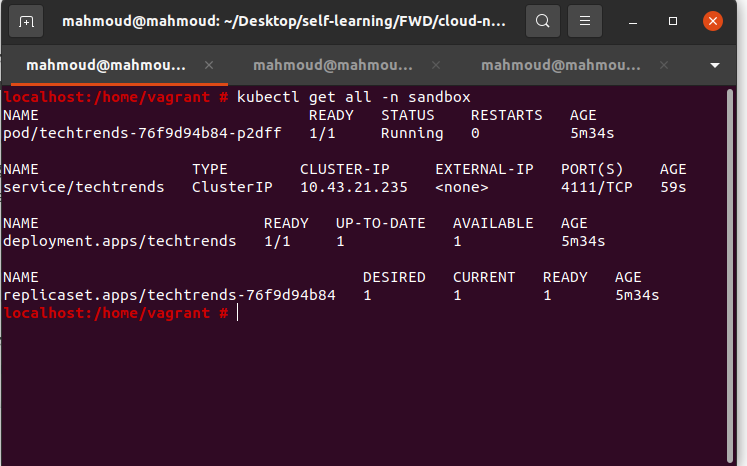 mahmoud@mahmoud: ~/Desktop/self-learning/FWD/cloud-n...
mahmoud@mahmou... × mahmoud@mahmou... × mahmoud@mahmou... ×
localhost:/home/vagrant # kubectl get all -n sandbox
NAME READY STATUS RESTARTS AGE
pod/techtrends-76f9d94b84-p2dff 1/1 Running 0 5m34s
NAME TYPE CLUSTER-IP EXTERNAL-IP PORT(S) AGE
service/techtrends ClusterIP 10.43.21.235 <none> 4111/TCP 59s
NAME READY UP-TO-DATE AVAILABLE AGE
deployment.apps/techtrends 1/1 1 1 5m34s
NAME DESIRED CURRENT READY AGE
replicaset.apps/techtrends-76f9d94b84 1 1 1 5m34s
localhost:/home/vagrant #